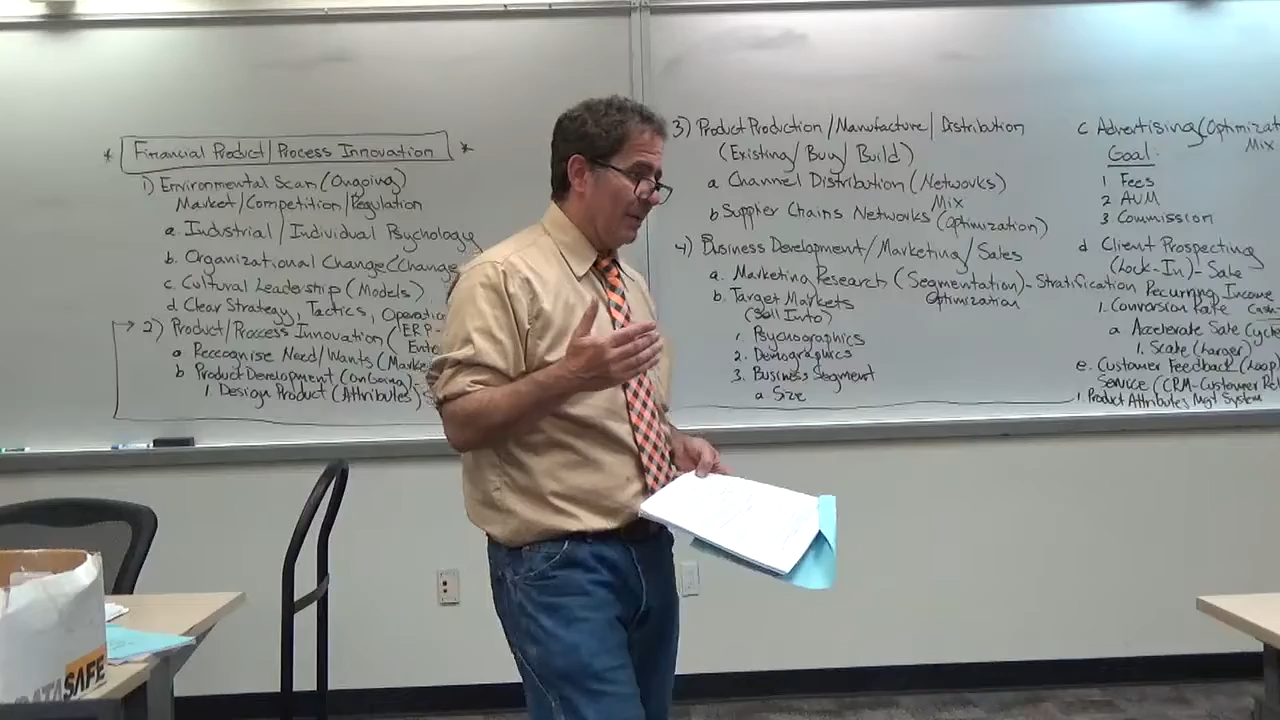 * Financial Product/Process Innovation *
1) Environmental Scan (Ongoing)
Market/Competition/Regulation
a. Industrial/Individual Psychology
b. Organizational Change (Change
c. Cultural Leadership (Models)
d Clear Strategy, Tactics,
2) Product/Process Innovation (ERP-
a Reccognise Need/Wants (Marke
b Product Development (OnGoing)-
1. Design Product (Attributes)-
3) Product Production/Manufacture/Distribution
(Existing/Buy/Build)
a Channel Distribution (Networks)
Mix
b Supplier Chains Networks (Optimization)
4) Business Development/Marketing/Sales
a. Marketing Research (Segmentation)-Stratification
Optimization
b. Target Markets
(Sell Into)
1. Psychographics
2. Demographics
3. Business Segment
a Size
c Advertising (Optimizat
Mix
Goal:
1 Fees
2 AUM
3 Commission
d Client Prospecting
(Lock-In)-Sale
Recurring Income
1. Conversion Rate Cash
a Accelerate Sale (Cycle
1. Scale (Larger)
e. Customer Feedback (Loop
Service (CRM-Customer Re
1. Product Attributes Mgt System
DATASAFE